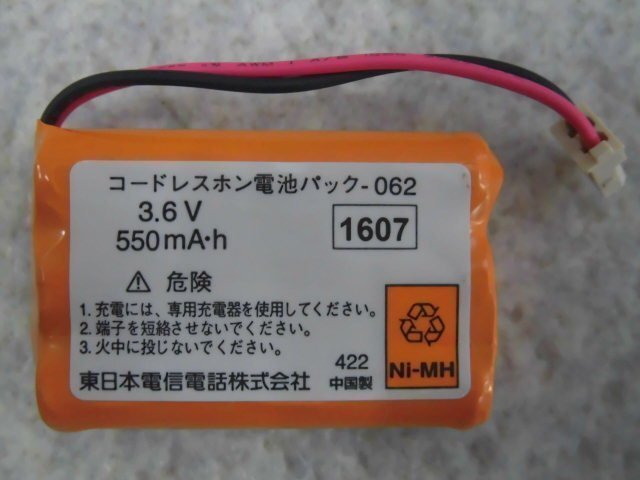 コードレスホン電池パック-062
3.6V
550mA·h
1607
⚠ 危険
1. 充電には、専用充電器を使用してください。
2. 端子を短絡させないでください。
3. 火中に投じないでください。
422
Ni-MH
東日本電信電話株式会社
中国製